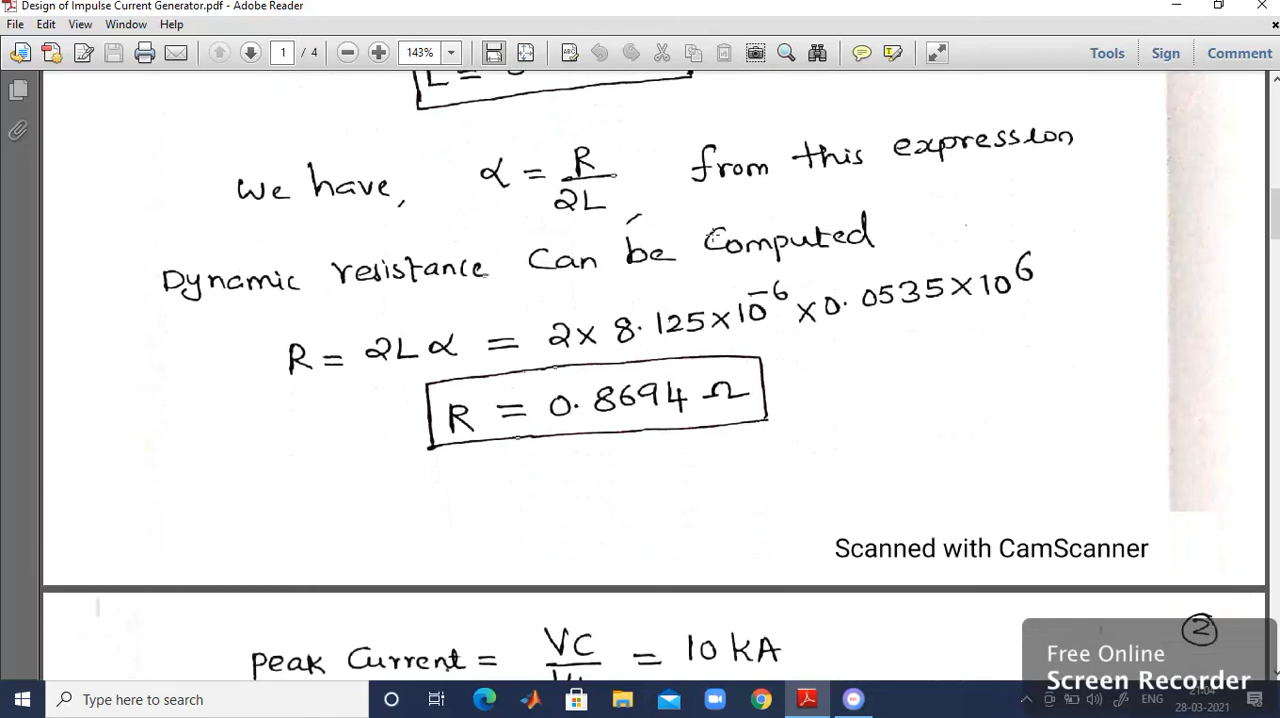 Design of Impulse Current Generator.pdf - Adobe Reader
File Edit View Window Help
1 / 4 143% Tools Sign Comment
L =
We have, α = R/2L from this expression
Dynamic resistance can be computed
R = 2Lα = 2 × 8.125 × 10⁻⁶ × 0.0535 × 10⁶
R = 0.8694 Ω
Scanned with CamScanner
2
Peak Current = VC = 10 kA
Free Online
Screen Recorder
Type here to search
ENG
21:04
28-03-2021